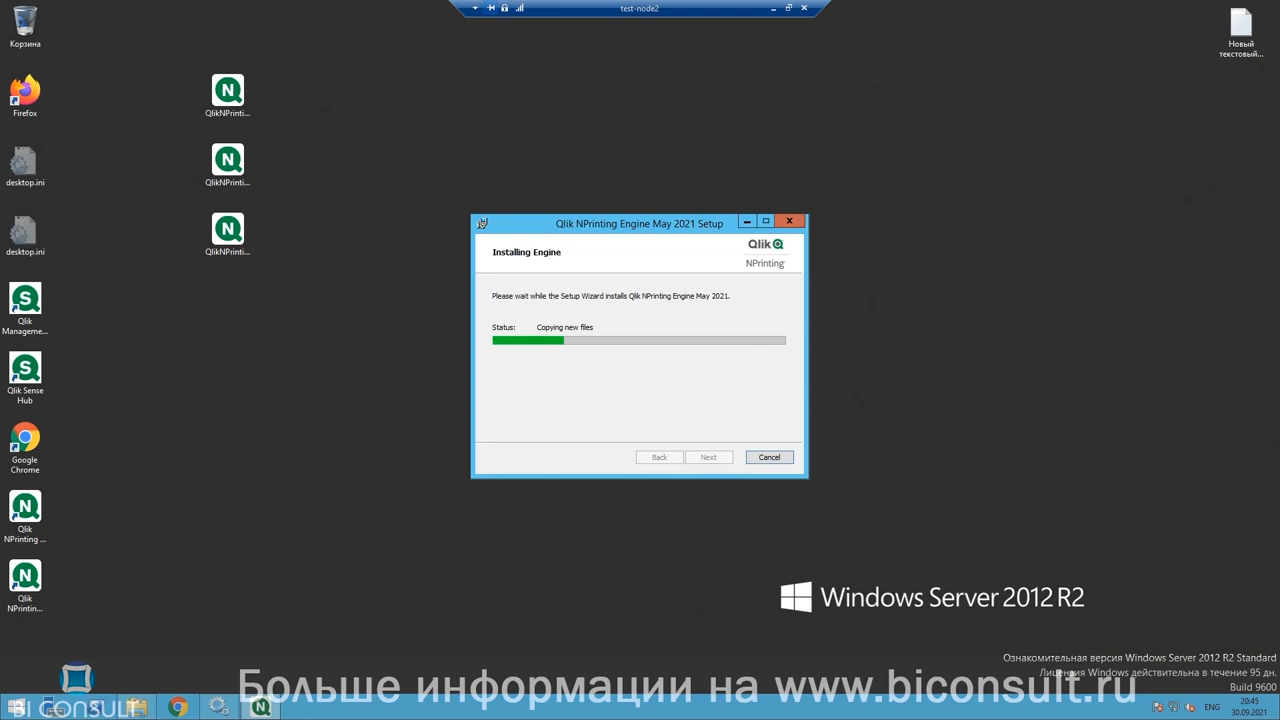 test-node2
Корзина
Новый
текстовый...
Firefox
QlikNPrinti...
desktop.ini
QlikNPrinti...
desktop.ini
QlikNPrinti...
Qlik NPrinting Engine May 2021 Setup
Installing Engine
Qlik
NPrinting
Please wait while the Setup Wizard installs Qlik NPrinting Engine May 2021.
Status: Copying new files
Back Next Cancel
Qlik
Manageme...
Qlik Sense
Hub
Google
Chrome
Qlik
NPrinting ...
Qlik
NPrintin...
Windows Server 2012 R2
Ознакомительная версия Windows Server 2012 R2 Standard
Лицензия Windows действительна в течение 95 дн.
Build 9600
Больше информации на www.biconsult.ru
BI CONSULT
ENG
20:45
30.09.2021